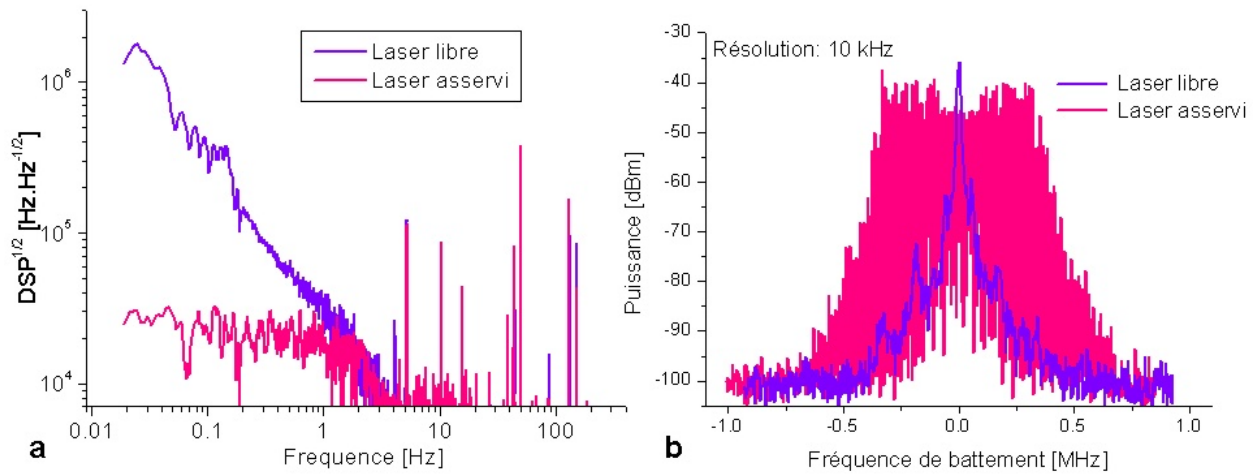 10^6
10^5
10^4
DSP^1/2 [Hz.Hz^-1/2]
Laser libre
Laser asservi
0.01
0.1
1
10
100
a
Frequence [Hz]
-30
-40
-50
-60
-70
-80
-90
-100
Puissance [dBm]
Résolution: 10 kHz
Laser libre
Laser asservi
-1.0
-0.5
0.0
0.5
1.0
b
Fréquence de battement [MHz]